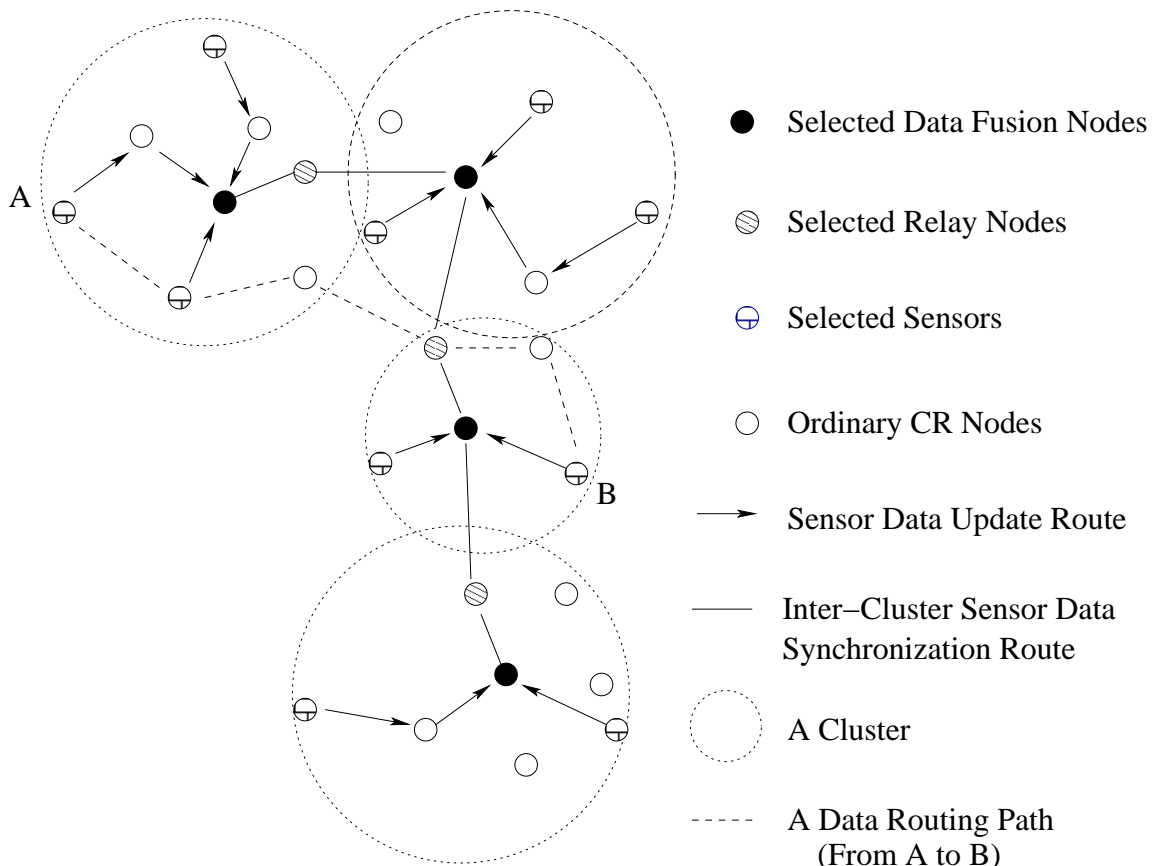 A
B
Selected Data Fusion Nodes
Selected Relay Nodes
Selected Sensors
Ordinary CR Nodes
Sensor Data Update Route
Inter−Cluster Sensor Data
Synchronization Route
A Cluster
A Data Routing Path
(From A to B)